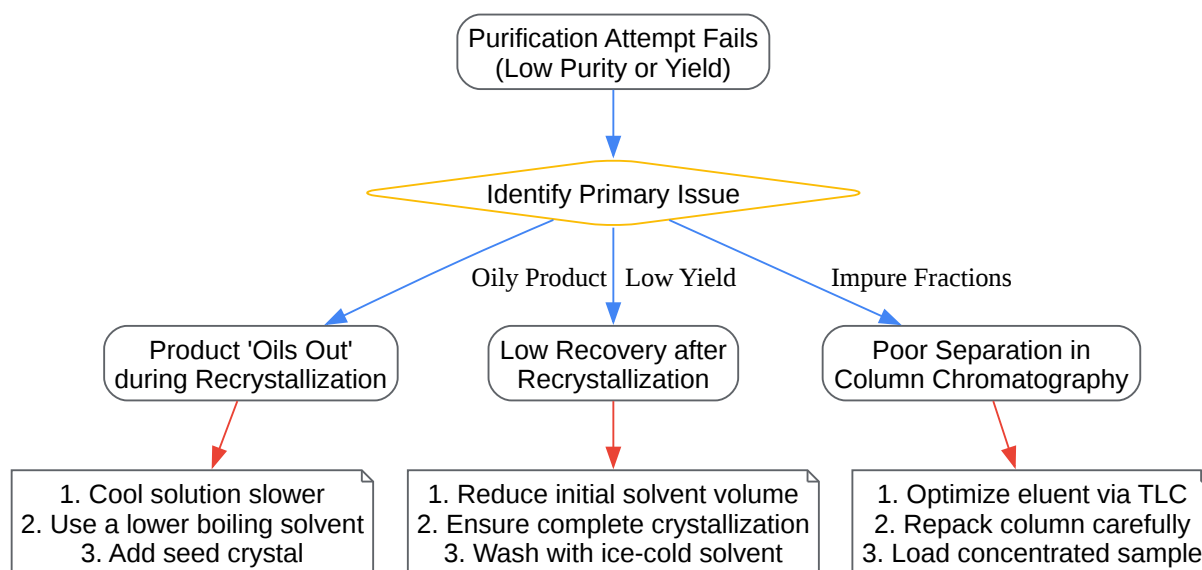 Purification Attempt Fails
(Low Purity or Yield)
Identify Primary Issue
Oily Product
Low Yield
Impure Fractions
Product 'Oils Out'
during Recrystallization
Low Recovery after
Recrystallization
Poor Separation in
Column Chromatography
1. Cool solution slower
2. Use a lower boiling solvent
3. Add seed crystal
1. Reduce initial solvent volume
2. Ensure complete crystallization
3. Wash with ice-cold solvent
1. Optimize eluent via TLC
2. Repack column carefully
3. Load concentrated sample